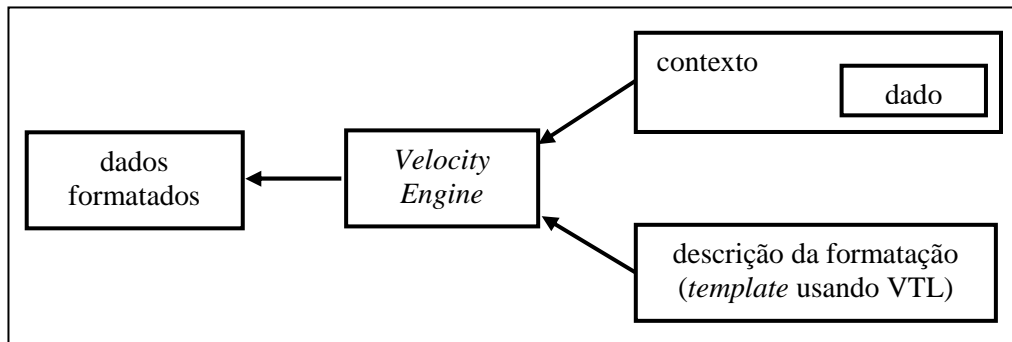 contexto
dado
dados
formatados
Velocity
Engine
descrição da formatação
(template usando VTL)